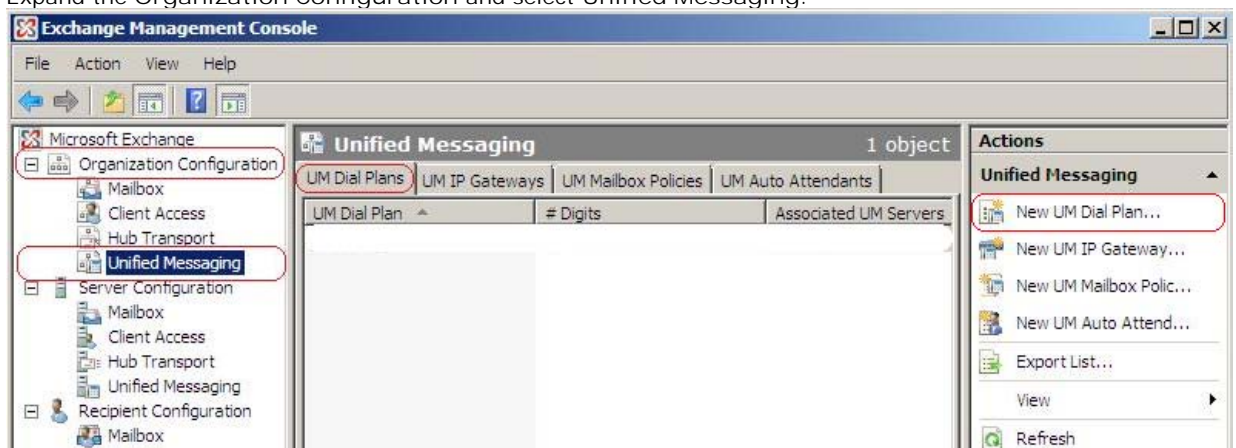 Expand the Organization Configuration and select Unified Messaging.
Exchange Management Console
File Action View Help
Microsoft Exchange
Organization Configuration
Mailbox
Client Access
Hub Transport
Unified Messaging
Server Configuration
Mailbox
Client Access
Hub Transport
Unified Messaging
Recipient Configuration
Mailbox
Unified Messaging 1 object
UM Dial Plans UM IP Gateways UM Mailbox Policies UM Auto Attendants
UM Dial Plan # Digits Associated UM Servers
Actions
Unified Messaging
New UM Dial Plan...
New UM IP Gateway...
New UM Mailbox Polic...
New UM Auto Attend...
Export List...
View
Refresh